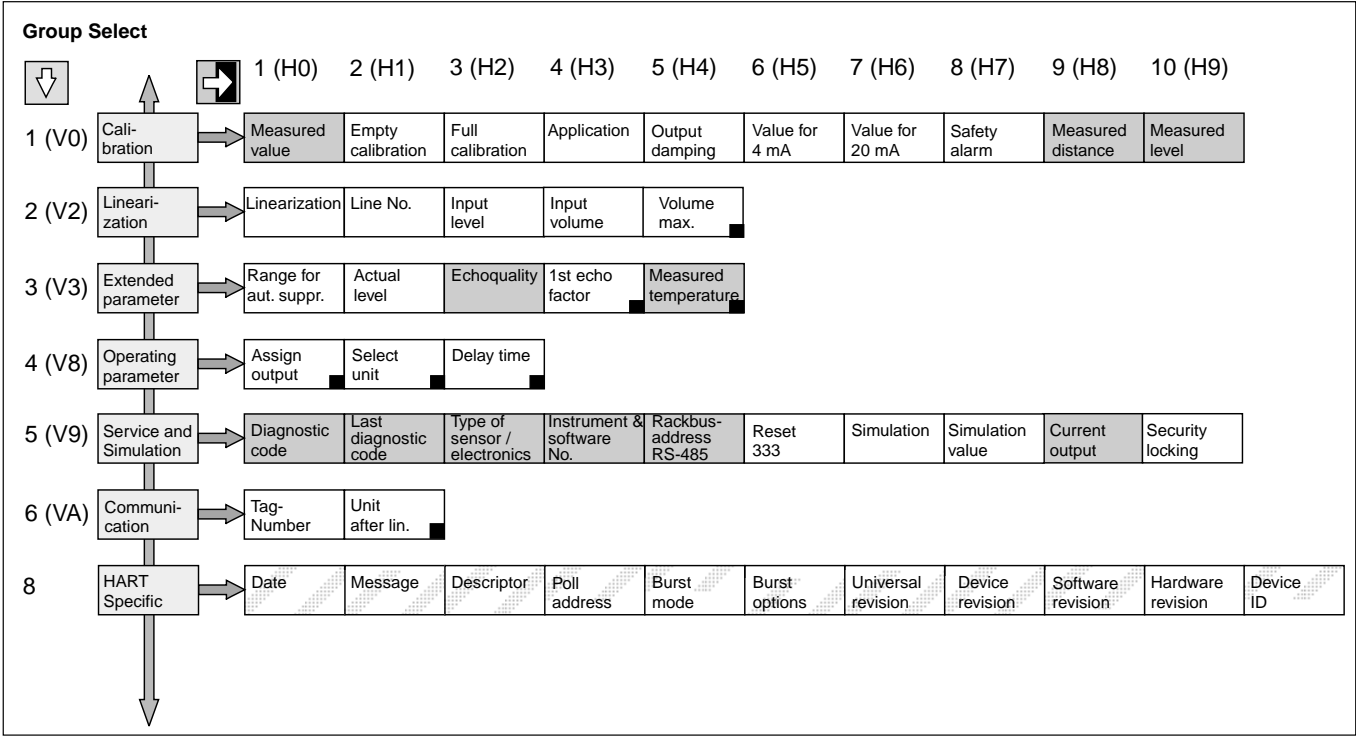 Group Select
1 (H0) 2 (H1) 3 (H2) 4 (H3) 5 (H4) 6 (H5) 7 (H6) 8 (H7) 9 (H8) 10 (H9)
1 (V0)
Cali-
bration
Measured
value
Empty
calibration
Full
calibration
Application
Output
damping
Value for
4 mA
Value for
20 mA
Safety
alarm
Measured
distance
Measured
level
2 (V2)
Lineari-
zation
Linearization
Line No.
Input
level
Input
volume
Volume
max.
3 (V3)
Extended
parameter
Range for
aut. suppr.
Actual
level
Echoquality
1st echo
factor
Measured
temperature
4 (V8)
Operating
parameter
Assign
output
Select
unit
Delay time
5 (V9)
Service and
Simulation
Diagnostic
code
Last
diagnostic
code
Type of
sensor /
electronics
Instrument &
software
No.
Rackbus-
address
RS-485
Reset
333
Simulation
Simulation
value
Current
output
Security
locking
6 (VA)
Communi-
cation
Tag-
Number
Unit
after lin.
8
HART
Specific
Date
Message
Descriptor
Poll
address
Burst
mode
Burst
options
Universal
revision
Device
revision
Software
revision
Hardware
revision
Device
ID